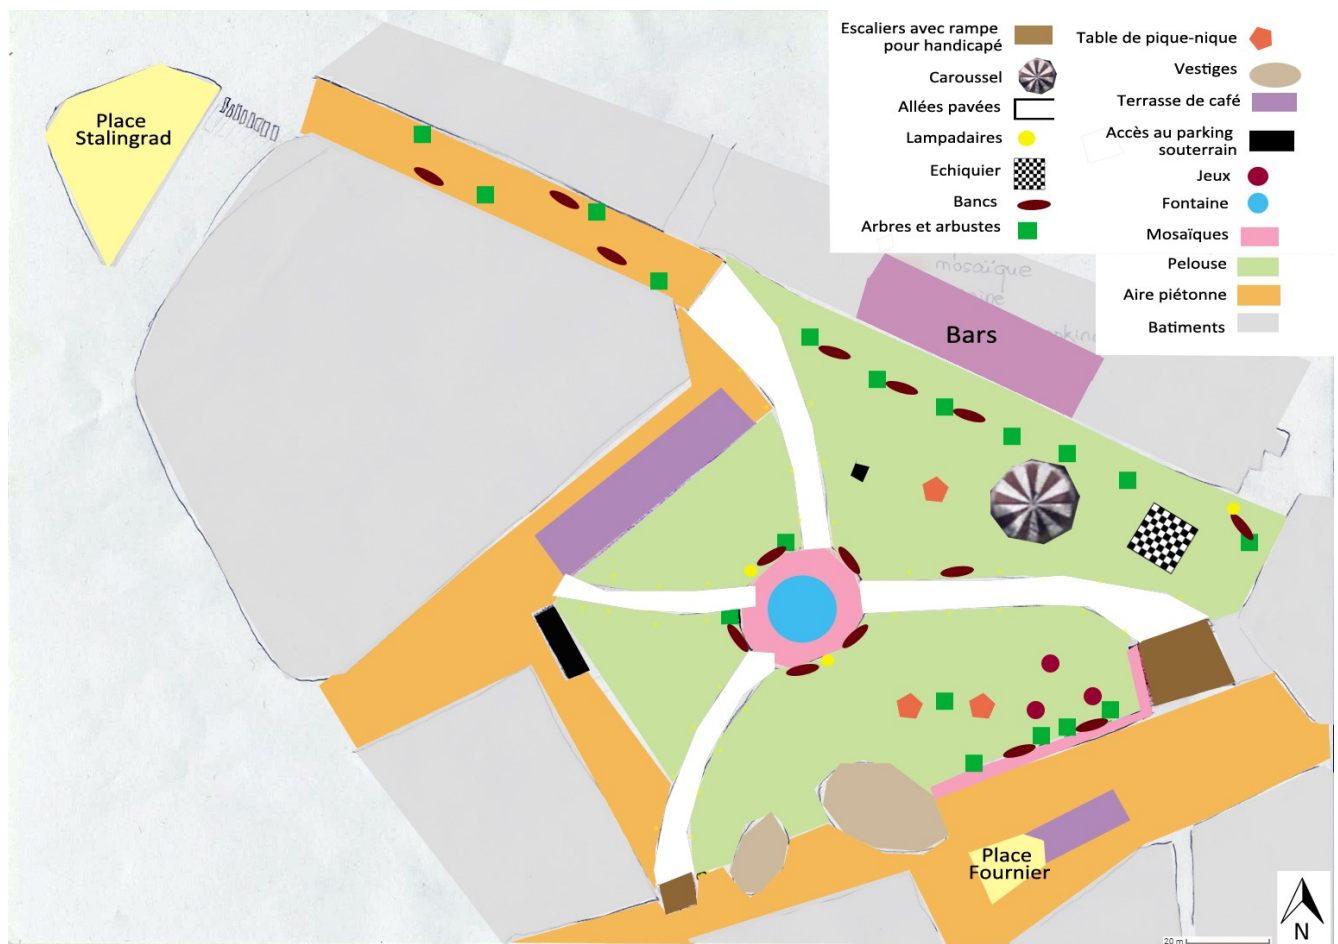 Place
Stalingrad
Escaliers avec rampe
pour handicapé
Caroussel
Allées pavées
Lampadaires
Echiquier
Bancs
Arbres et arbustes
Table de pique-nique
Vestiges
Terrasse de café
Accès au parking
souterrain
Jeux
Fontaine
Mosaïques
Pelouse
Aire piétonne
Batiments
mosaïque
Bars
Place
Fournier
N
20 m